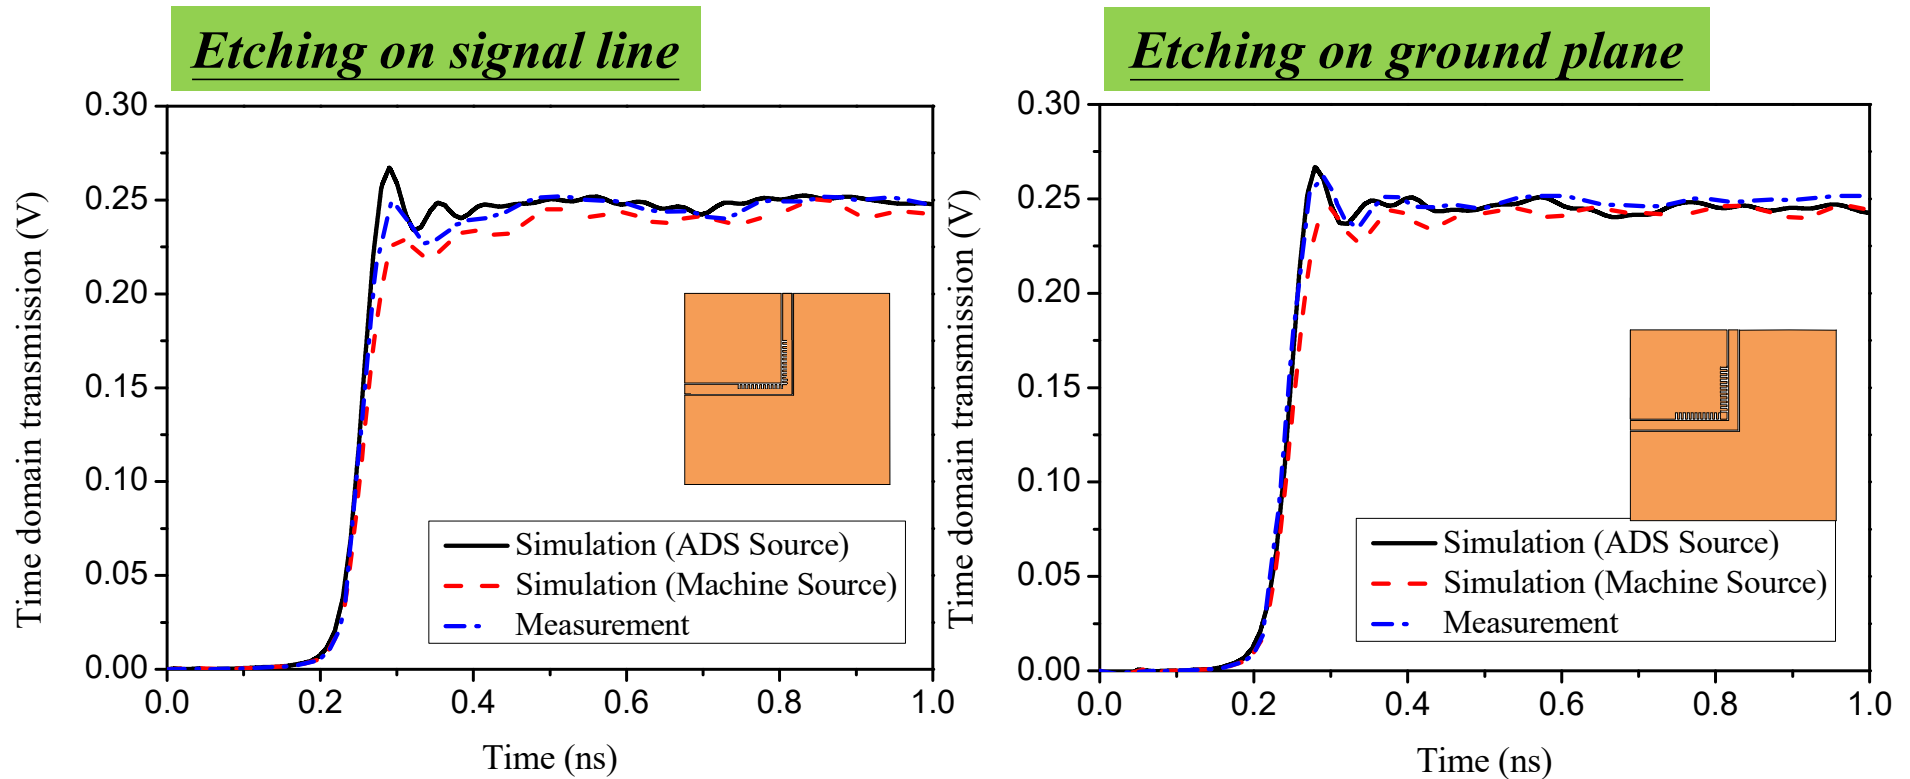 Etching on signal line
Time domain transmission (V)
0.30
0.25
0.20
0.15
0.10
0.05
0.00
0.0 0.2 0.4 0.6 0.8 1.0
Time (ns)
Simulation (ADS Source)
Simulation (Machine Source)
Measurement
Etching on ground plane
Time domain transmission (V)
0.30
0.25
0.20
0.15
0.10
0.05
0.00
0.0 0.2 0.4 0.6 0.8 1.0
Time (ns)
Simulation (ADS Source)
Simulation (Machine Source)
Measurement